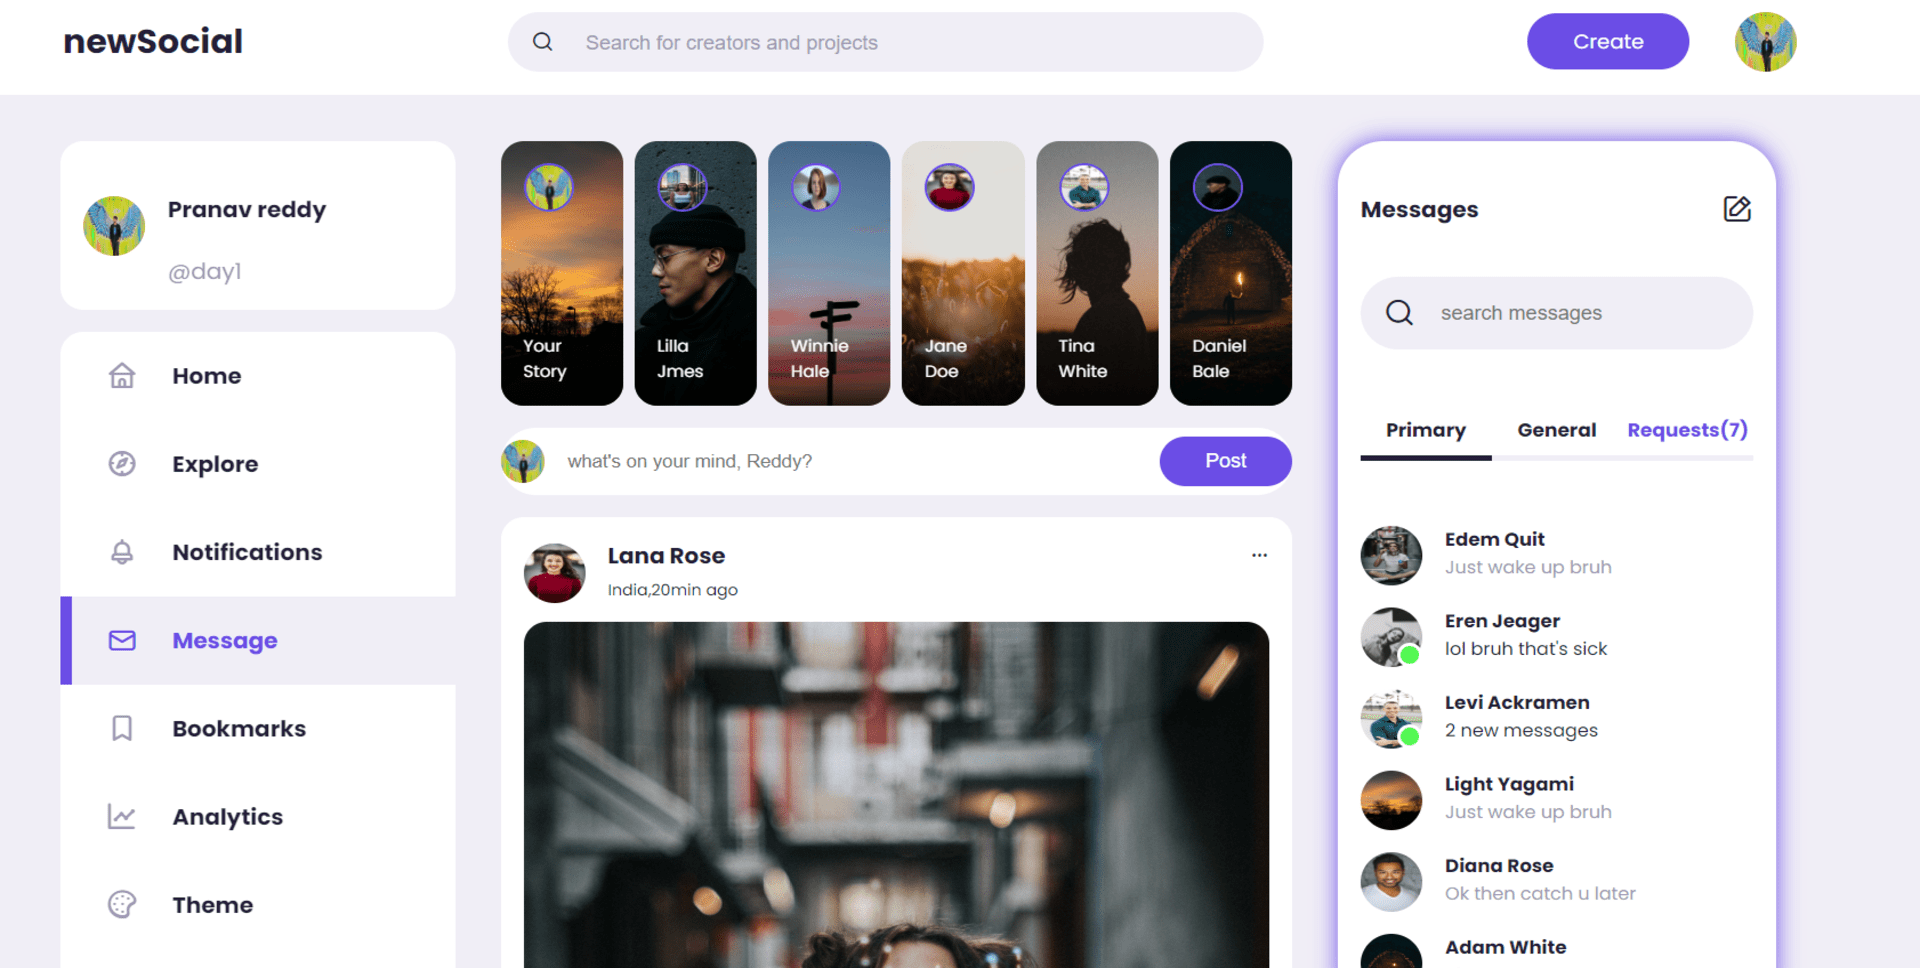 newSocial
Search for creators and projects
Create
Pranav reddy
@day1
Home
Explore
Notifications
Message
Bookmarks
Analytics
Theme
Your
Story
Lilla
Jmes
Winnie
Hale
Jane
Doe
Tina
White
Daniel
Bale
what's on your mind, Reddy?
Post
Lana Rose
...
India,20min ago
Messages
search messages
Primary General Requests(7)
Edem Quit
Just wake up bruh
Eren Jeager
lol bruh that's sick
Levi Ackramen
2 new messages
Light Yagami
Just wake up bruh
Diana Rose
Ok then catch u later
Adam White